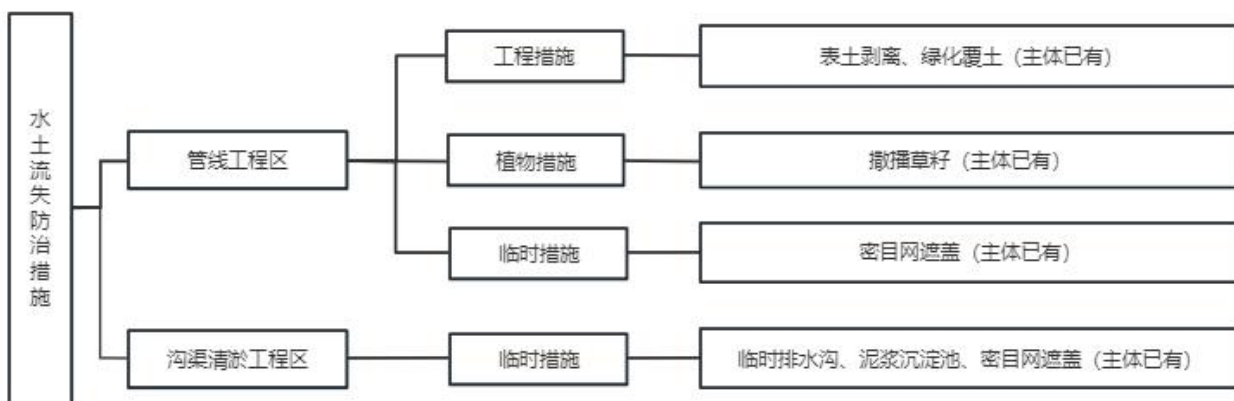 水土流失防治措施
管线工程区
工程措施
表土剥离、绿化覆土（主体已有）
植物措施
撒播草籽（主体已有）
临时措施
密目网遮盖（主体已有）
沟渠清淤工程区
临时措施
临时排水沟、泥浆沉淀池、密目网遮盖（主体已有）